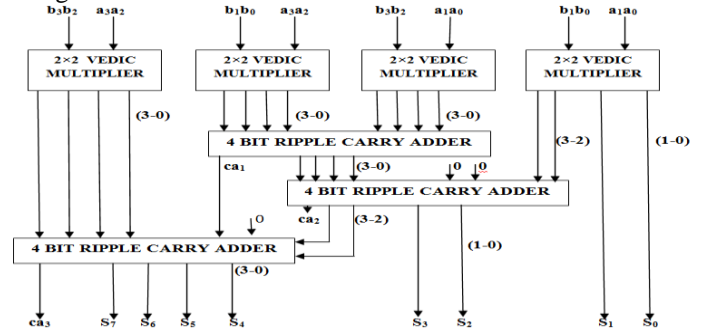 b₃b₂ a₃a₂ b₁b₀ a₃a₂ b₃b₂ a₁a₀ b₁b₀ a₁a₀
2×2 VEDIC MULTIPLIER
2×2 VEDIC MULTIPLIER
2×2 VEDIC MULTIPLIER
2×2 VEDIC MULTIPLIER
(3-0) (3-0) (3-0)
4 BIT RIPPLE CARRY ADDER
(3-2) (1-0)
ca₁ (3-0) 0 0
4 BIT RIPPLE CARRY ADDER
ca₂ (3-2) O
4 BIT RIPPLE CARRY ADDER
(1-0)
(3-0)
ca₃ S₇ S₆ S₅ S₄ S₃ S₂ S₁ S₀